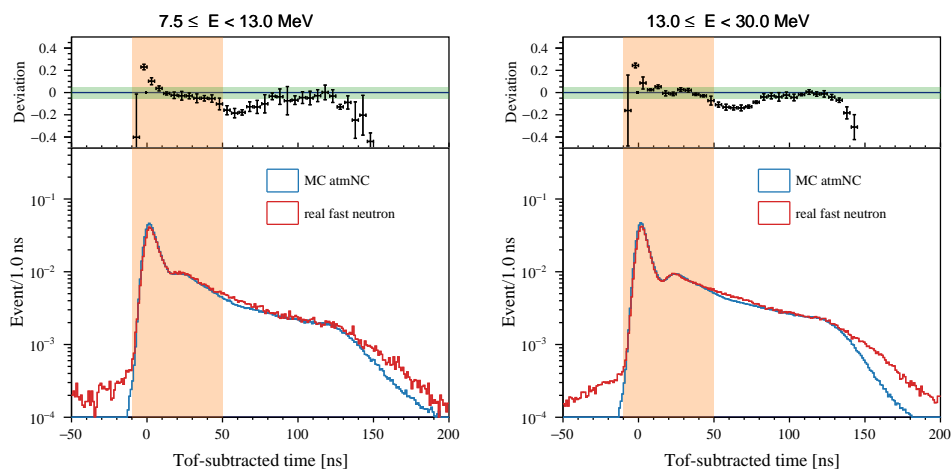 7.5 ≤ E < 13.0 MeV
Deviation
0.4
0.2
0.0
−0.2
−0.4
MC atmNC
real fast neutron
Event/1.0 ns
10⁻¹
10⁻²
10⁻³
10⁻⁴
−50 0 50 100 150 200
Tof-subtracted time [ns]
13.0 ≤ E < 30.0 MeV
Deviation
0.4
0.2
0.0
−0.2
−0.4
MC atmNC
real fast neutron
Event/1.0 ns
10⁻¹
10⁻²
10⁻³
10⁻⁴
−50 0 50 100 150 200
Tof-subtracted time [ns]